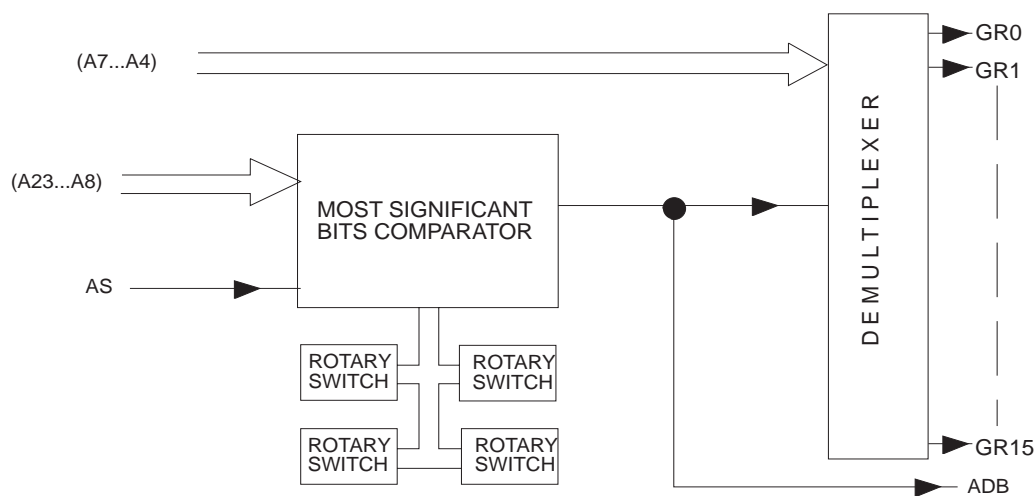 (A7...A4)
(A23...A8)
AS
MOST SIGNIFICANT
BITS COMPARATOR
ROTARY
SWITCH
ROTARY
SWITCH
ROTARY
SWITCH
ROTARY
SWITCH
DEMULTIPLEXER
GR0
GR1
GR15
ADB